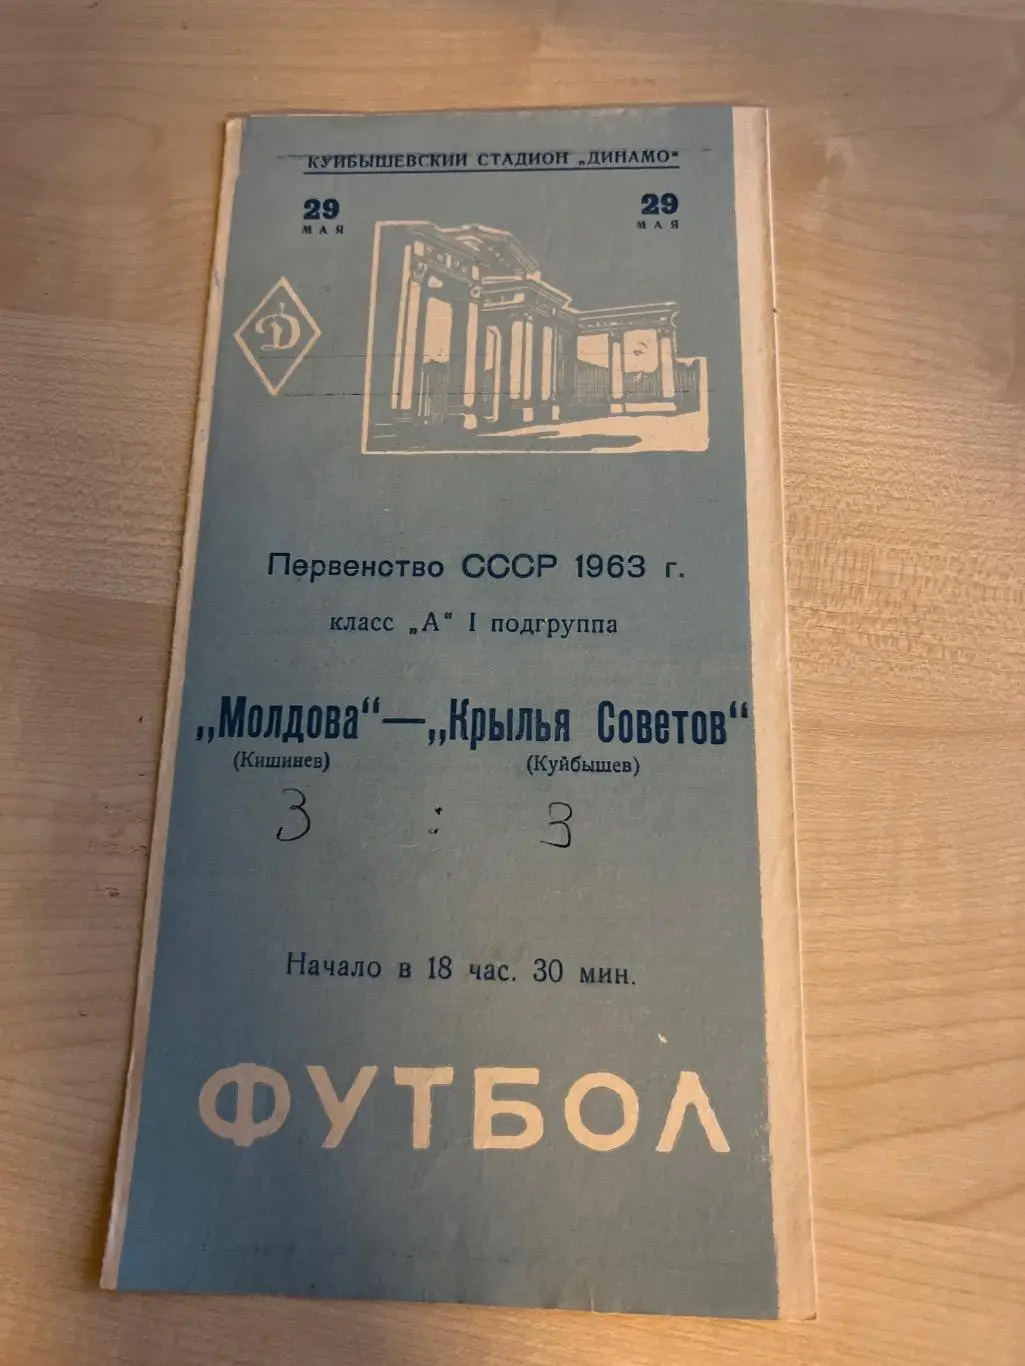 КУЙБЫШЕВСКИЙ СТАДИОН „ДИНАМО“
29 МАЯ
29 МАЯ
Д
Первенство СССР 1963 г.
класс „А“ I подгруппа
„Молдова“—„Крылья Советов“
(Кишинев) (Куйбышев)
3 : 3
Начало в 18 час. 30 мин.
ФУТБОЛ